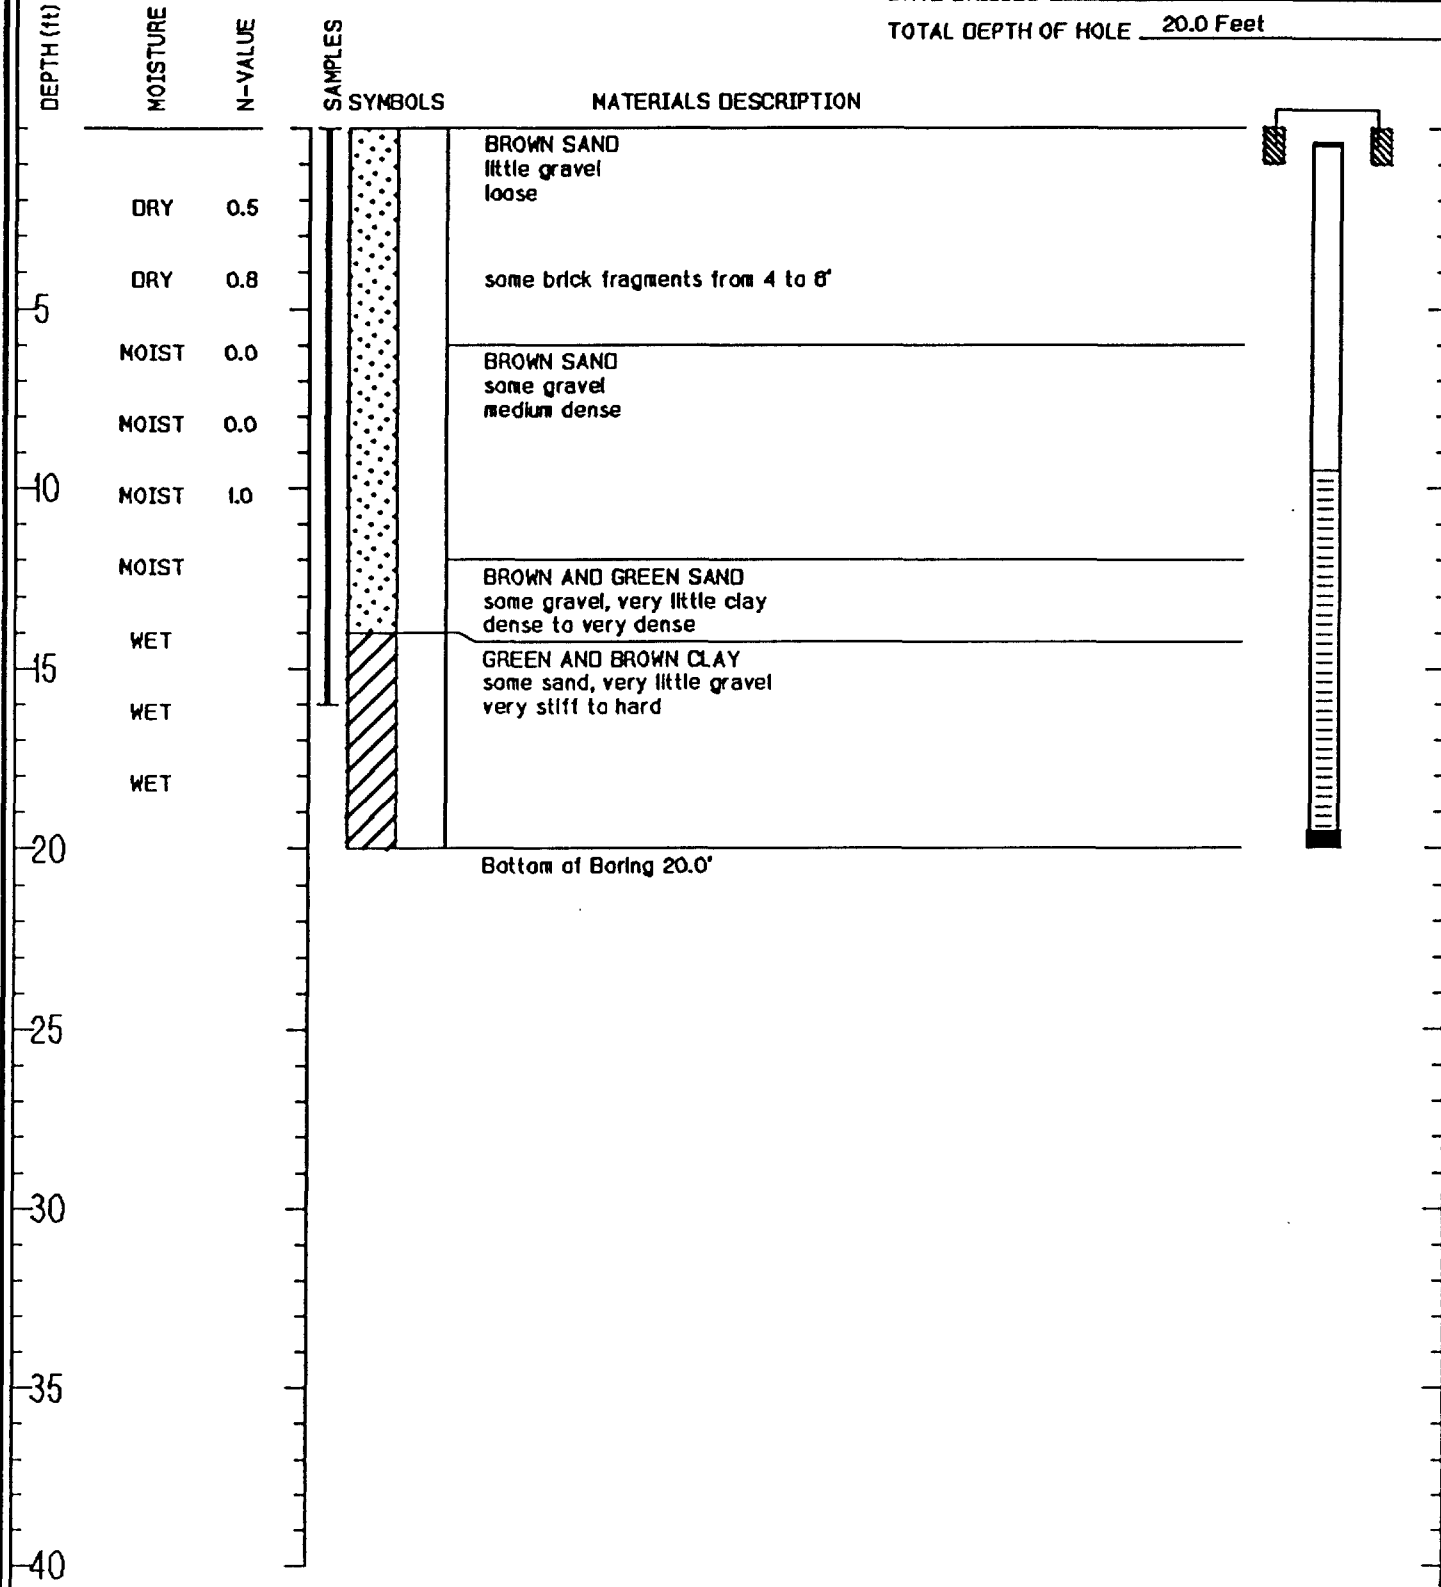 TOTAL DEPTH OF HOLE 20.0 Feet
DEPTH (ft)
MOISTURE
N-VALUE
SAMPLES
SYMBOLS
MATERIALS DESCRIPTION
BROWN SAND
little gravel
loose
DRY 0.5
DRY 0.8
some brick fragments from 4 to 8'
5
MOIST 0.0
BROWN SAND
some gravel
medium dense
MOIST 0.0
10
MOIST 1.0
MOIST
BROWN AND GREEN SAND
some gravel, very little clay
dense to very dense
WET
GREEN AND BROWN CLAY
15
some sand, very little gravel
very stiff to hard
WET
WET
20
Bottom of Boring 20.0'
25
30
35
40